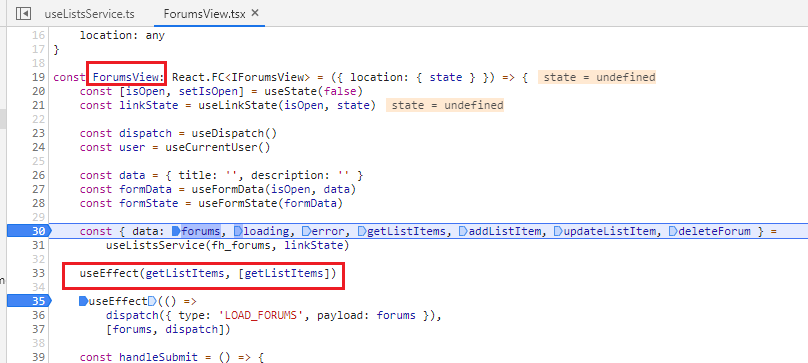 useListsService.ts ForumsView.tsx ×
16 location: any
17 }
18
19 const ForumsView: React.FC<IForumsView> = ({ location: { state } }) => { state = undefined
20 const [isOpen, setIsOpen] = useState(false)
21 const linkState = useLinkState(isOpen, state) state = undefined
22
23 const dispatch = useDispatch()
24 const user = useCurrentUser()
25
26 const data = { title: '', description: '' }
27 const formData = useFormData(isOpen, data)
28 const formState = useFormState(formData)
29
30 const { data: forums, loading, error, getListItems, addListItem, updateListItem, deleteForum } =
31 useListsService(fh_forums, linkState)
32
33 useEffect(getListItems, [getListItems])
34
35 useEffect(() =>
36 dispatch({ type: 'LOAD_FORUMS', payload: forums }),
37 [forums, dispatch])
38
39 const handleSubmit = () => {